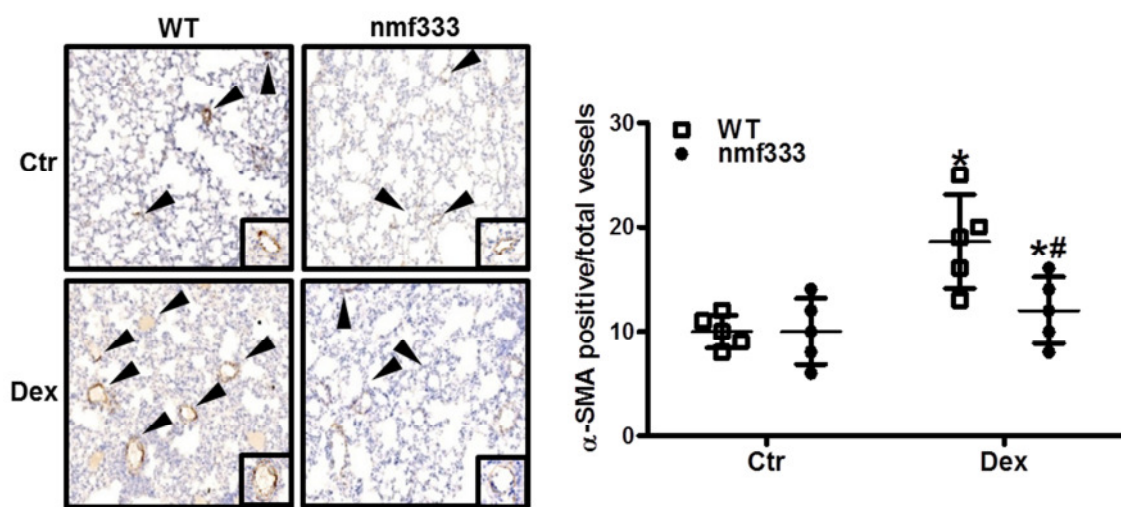 WT nmf333
Ctr
Dex
α-SMA positive/total vessels
30
20
10
0
WT
nmf333
*
*#
Ctr Dex